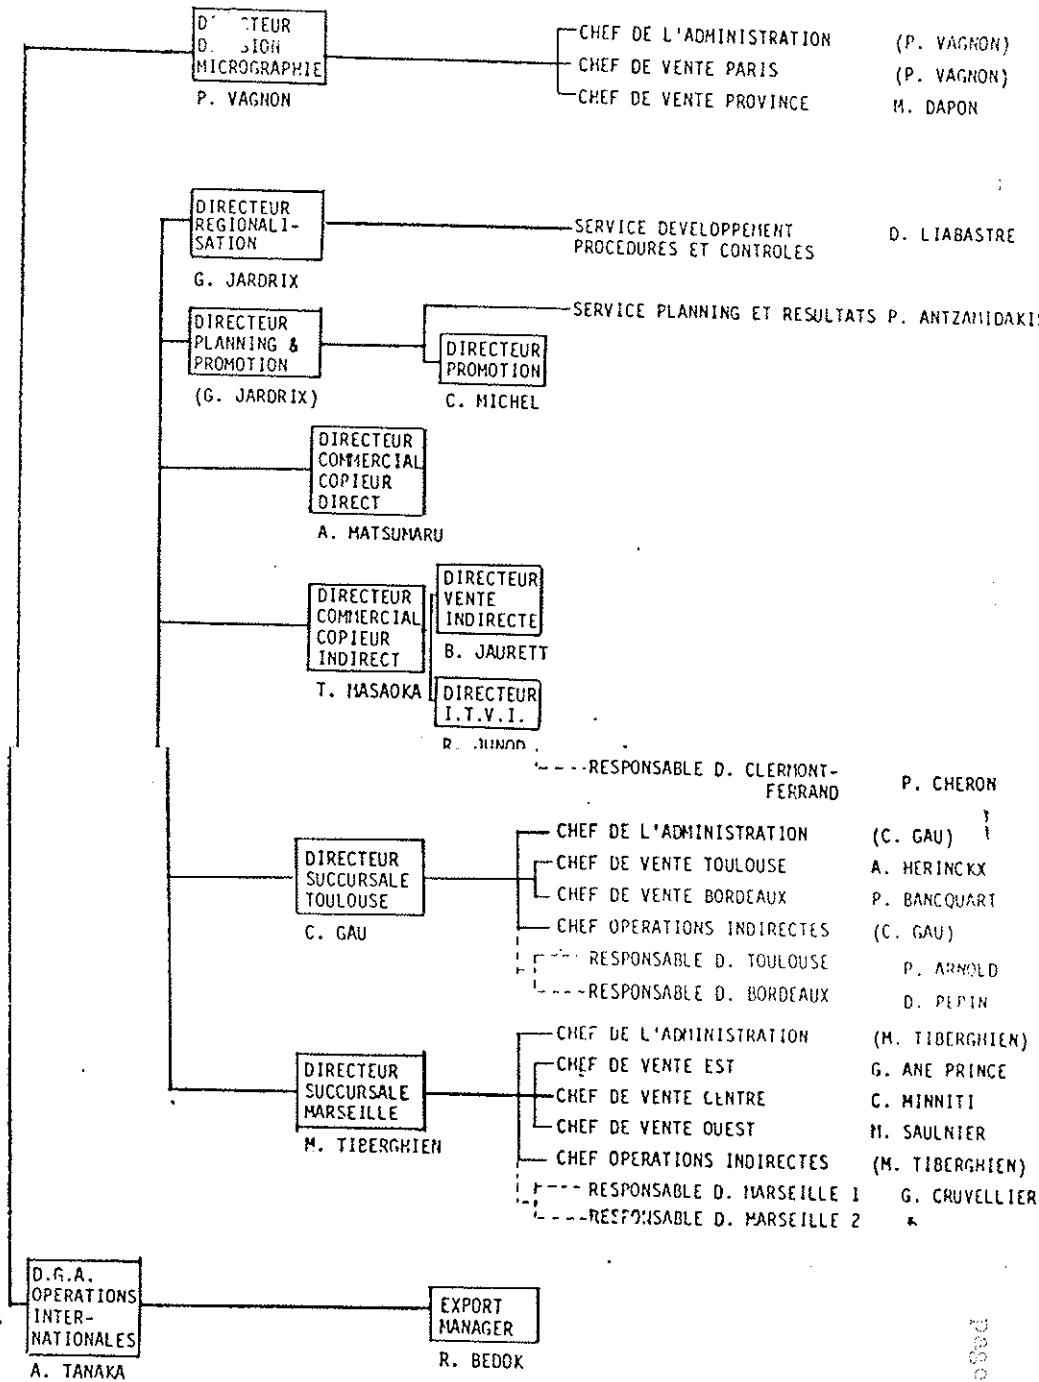 DIRECTEUR
DIVISION
MICROGRAPHIE
P. VAGNON
CHEF DE L'ADMINISTRATION (P. VAGNON)
CHEF DE VENTE PARIS (P. VAGNON)
CHEF DE VENTE PROVINCE M. DAPON
DIRECTEUR
REGIONALI-
SATION
G. JARDRIX
SERVICE DEVELOPPEMENT
PROCEDURES ET CONTROLES D. LIABASTRE
DIRECTEUR
PLANNING &
PROMOTION
(G. JARDRIX)
SERVICE PLANNING ET RESULTATS P. ANTZAMIDAKIS
DIRECTEUR
PROMOTION
C. MICHEL
DIRECTEUR
COMMERCIAL
COPIEUR
DIRECT
A. MATSUMARU
DIRECTEUR
COMMERCIAL
COPIEUR
INDIRECT
T. MASAOKA
DIRECTEUR
VENTE
INDIRECTE
B. JAURETT
DIRECTEUR
I.T.V.I.
R. JUNOD
RESPONSABLE D. CLERMONT-
FERRAND P. CHERON
DIRECTEUR
SUCCURSALE
TOULOUSE
C. GAU
CHEF DE L'ADMINISTRATION (C. GAU)
CHEF DE VENTE TOULOUSE A. HERINCKX
CHEF DE VENTE BORDEAUX P. BANCQUART
CHEF OPERATIONS INDIRECTES (C. GAU)
RESPONSABLE D. TOULOUSE P. ARNOLD
RESPONSABLE D. BORDEAUX D. PEPIN
DIRECTEUR
SUCCURSALE
MARSEILLE
M. TIBERGHIEN
CHEF DE L'ADMINISTRATION (M. TIBERGHIEN)
CHEF DE VENTE EST G. ANE PRINCE
CHEF DE VENTE CENTRE C. MINNITI
CHEF DE VENTE OUEST M. SAULNIER
CHEF OPERATIONS INDIRECTES (M. TIBERGHIEN)
RESPONSABLE D. MARSEILLE 1 G. CRUVELLIER
RESPONSABLE D. MARSEILLE 2
D.G.A.
OPERATIONS
INTER-
NATIONALES
A. TANAKA
EXPORT
MANAGER
R. BEDOK
page